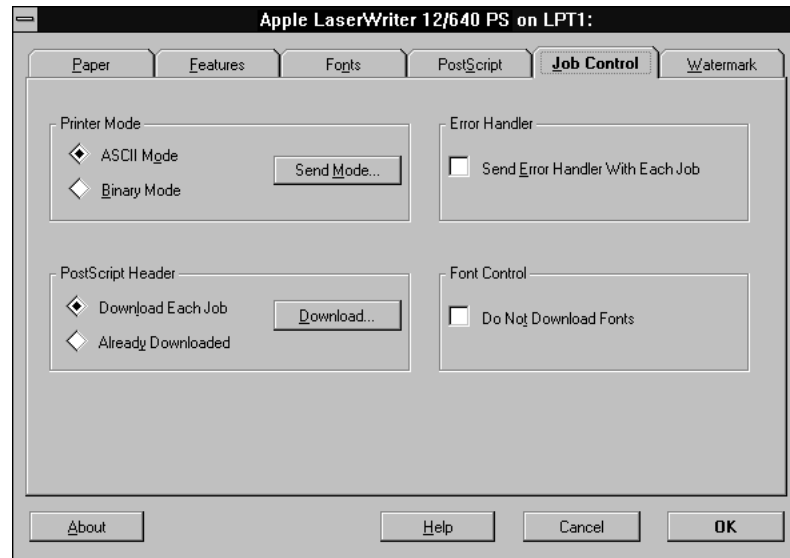 Apple LaserWriter 12/640 PS on LPT1:
Paper
Features
Fonts
PostScript
Job Control
Watermark
Printer Mode
ASCII Mode
Binary Mode
Send Mode...
Error Handler
Send Error Handler With Each Job
PostScript Header
Download Each Job
Already Downloaded
Download...
Font Control
Do Not Download Fonts
About
Help
Cancel
OK